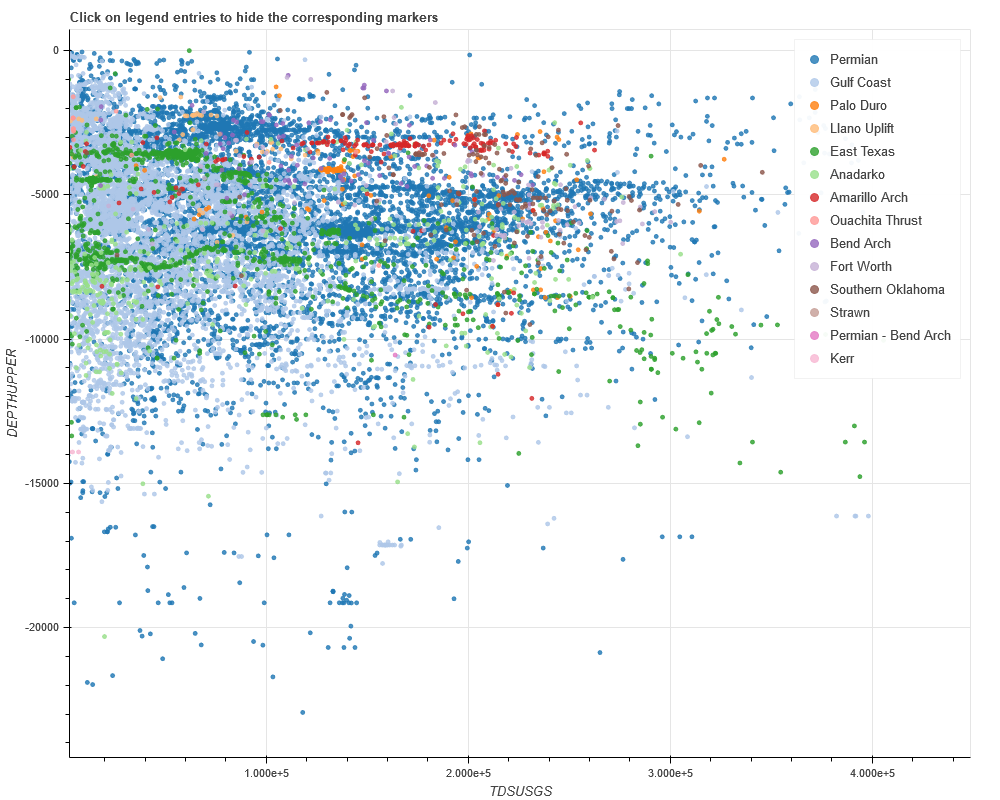 Click on legend entries to hide the corresponding markers
0
-5000
-10000
-15000
-20000
DEPTHUPPER
1.000e+5
2.000e+5
3.000e+5
4.000e+5
TDSUSGS
Permian
Gulf Coast
Palo Duro
Llano Uplift
East Texas
Anadarko
Amarillo Arch
Ouachita Thrust
Bend Arch
Fort Worth
Southern Oklahoma
Strawn
Permian - Bend Arch
Kerr